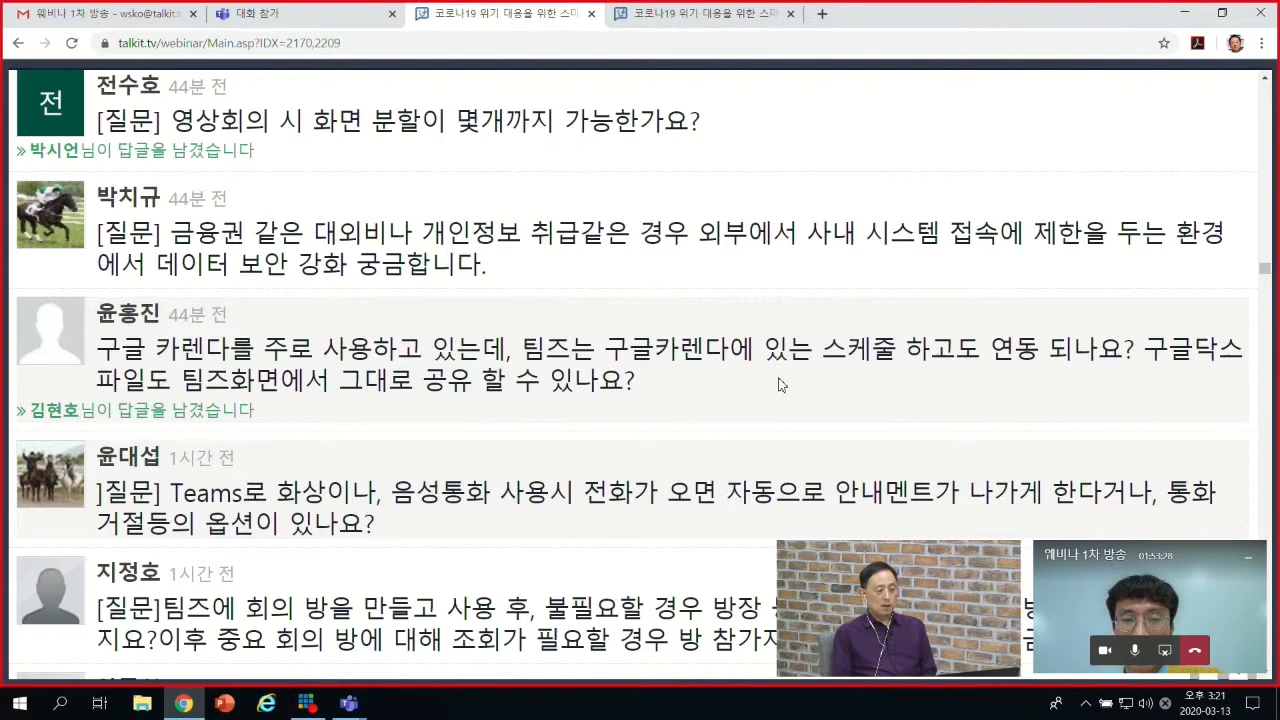 웨비나 1차 방송 - wsko@talkit.t
대화 참가
코로나19 위기 대응을 위한 스마
코로나19 위기 대응을 위한 스마
talkit.tv/webinar/Main.asp?IDX=2170,2209
전
전수호 44분 전
[질문] 영상회의 시 화면 분할이 몇개까지 가능한가요?
» 박시언님이 답글을 남겼습니다
박치규 44분 전
[질문] 금융권 같은 대외비나 개인정보 취급같은 경우 외부에서 사내 시스템 접속에 제한을 두는 환경
에서 데이터 보안 강화 궁금합니다.
윤홍진 44분 전
구글 카렌다를 주로 사용하고 있는데, 팀즈는 구글카렌다에 있는 스케줄 하고도 연동 되나요? 구글닥스
파일도 팀즈화면에서 그대로 공유 할 수 있나요?
» 김현호님이 답글을 남겼습니다
윤대섭 1시간 전
]질문] Teams로 화상이나, 음성통화 사용시 전화가 오면 자동으로 안내멘트가 나가게 한다거나, 통화
거절등의 옵션이 있나요?
지정호 1시간 전
[질문]팀즈에 회의 방을 만들고 사용 후, 불필요할 경우 방장
지요?이후 중요 회의 방에 대해 조회가 필요할 경우 방 참가
웨비나 1차 방송 01:53:28
오후 3:21
2020-03-13